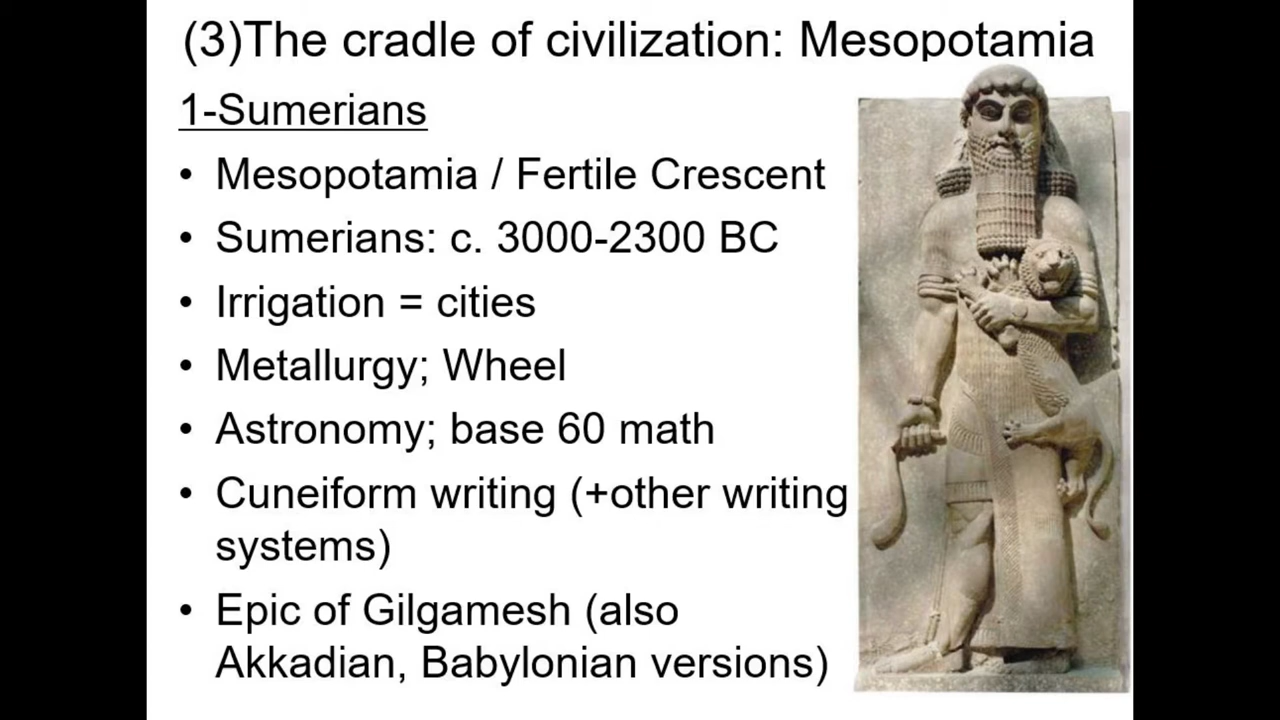 (3)The cradle of civilization: Mesopotamia
1-Sumerians
• Mesopotamia / Fertile Crescent
• Sumerians: c. 3000-2300 BC
• Irrigation = cities
• Metallurgy; Wheel
• Astronomy; base 60 math
• Cuneiform writing (+other writing
systems)
• Epic of Gilgamesh (also
Akkadian, Babylonian versions)